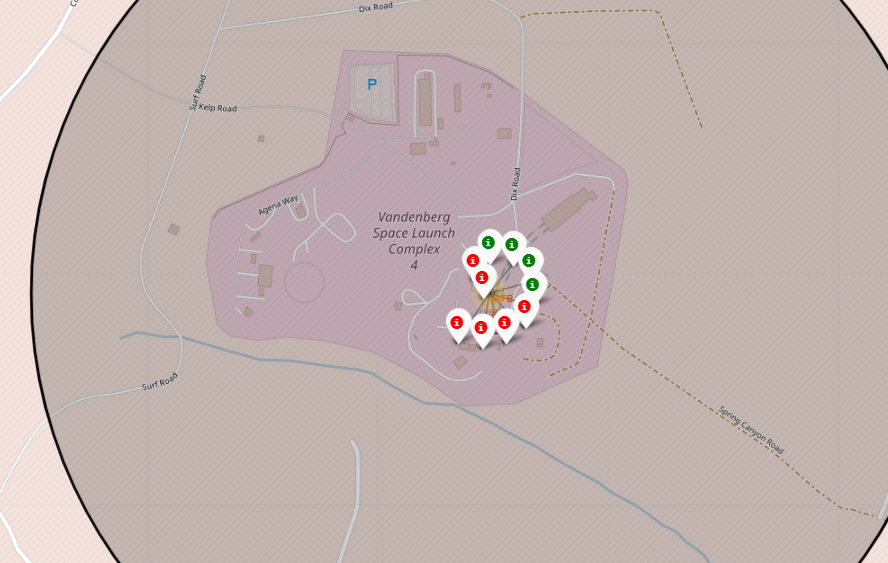 Dix Road
Surf Road
Kelp Road
P
Dix Road
Agena Way
Vandenberg
Space Launch
Complex
4
i
i
i
i
i
i
i
i
i
i
Surf Road
Spring Canyon Road